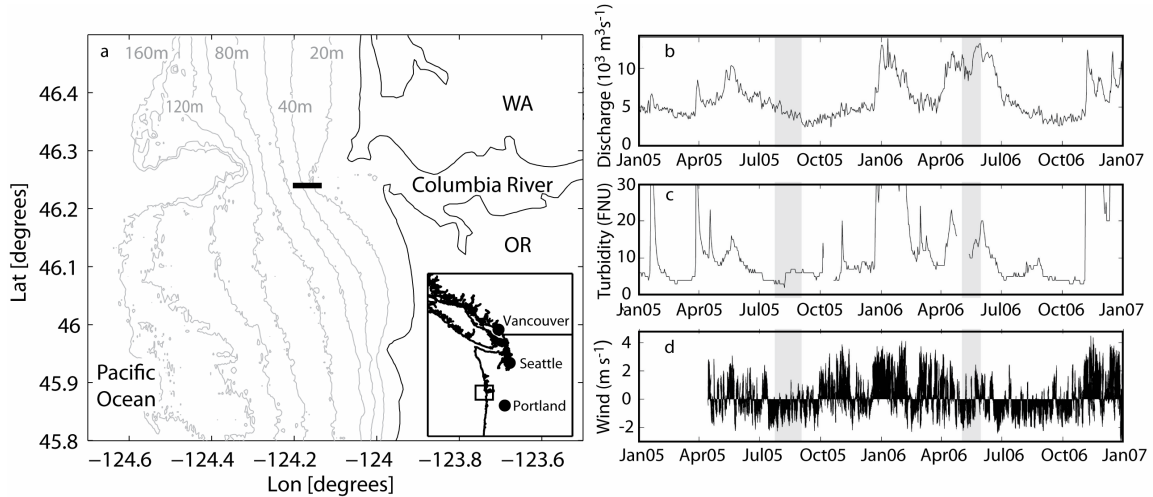 a
160m
80m
20m
120m
40m
WA
Columbia River
OR
Pacific
Ocean
Vancouver
Seattle
Portland
46.4
46.3
46.2
46.1
46
45.9
45.8
Lat [degrees]
−124.6 −124.4 −124.2 −124 −123.8 −123.6
Lon [degrees]
b
Discharge (10³ m³s⁻¹)
10
5
0
Jan05 Apr05 Jul05 Oct05 Jan06 Apr06 Jul06 Oct06 Jan07
c
Turbidity (FNU)
30
20
10
0
Jan05 Apr05 Jul05 Oct05 Jan06 Apr06 Jul06 Oct06 Jan07
d
Wind (m s⁻¹)
4
2
0
−2
Jan05 Apr05 Jul05 Oct05 Jan06 Apr06 Jul06 Oct06 Jan07